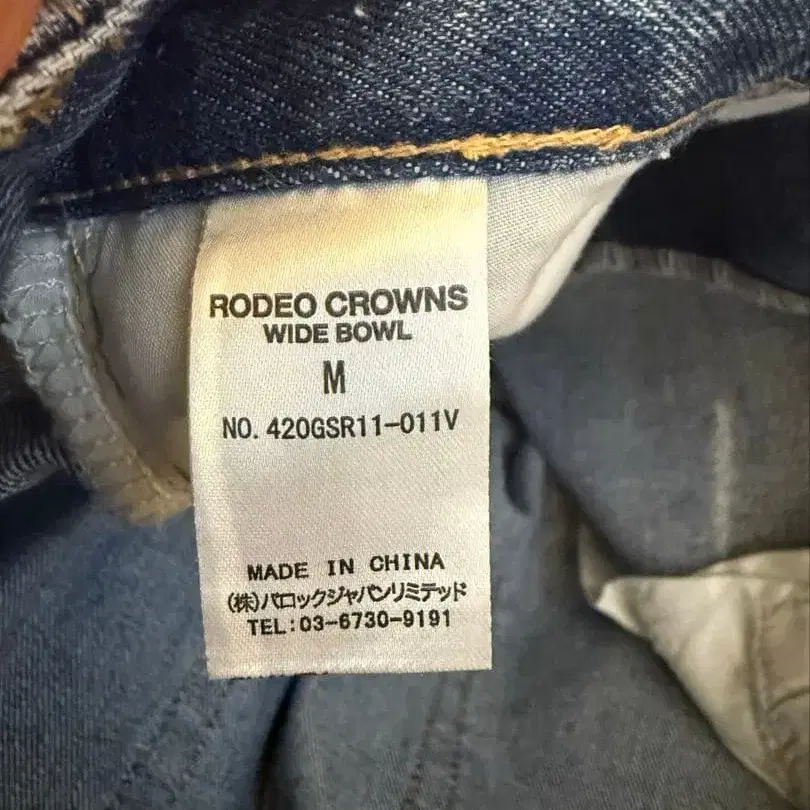 RODEO CROWNS
WIDE BOWL
M
NO. 420GSR11-011V
MADE IN CHINA
(株)バロックジャパンリミテッド
TEL:03-6730-9191